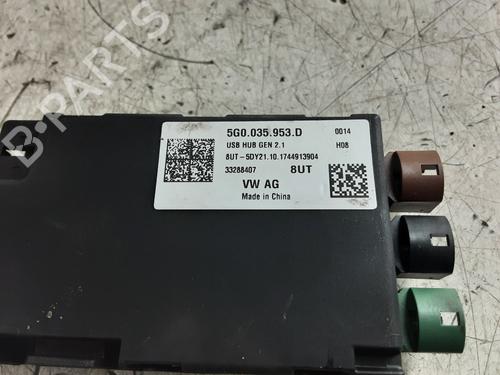 B-PARTS
5G0.035.953.D 0014
USB HUB GEN 2.1 H08
8UT-5DY21.10.1744913904
33288407 8UT
VW AG
Made in China